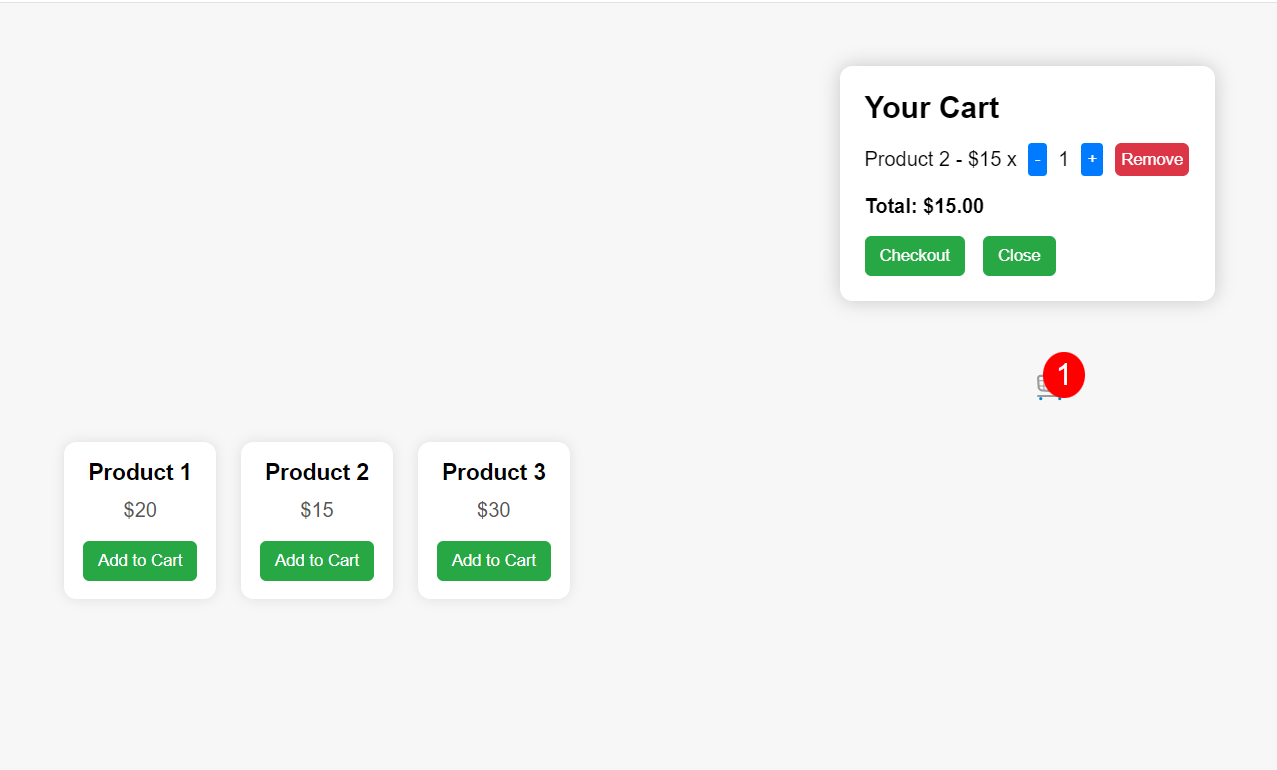 Your Cart
Product 2 - $15 x - 1 + Remove
Total: $15.00
Checkout Close
1
Product 1 Product 2 Product 3
$20 $15 $30
Add to Cart Add to Cart Add to Cart